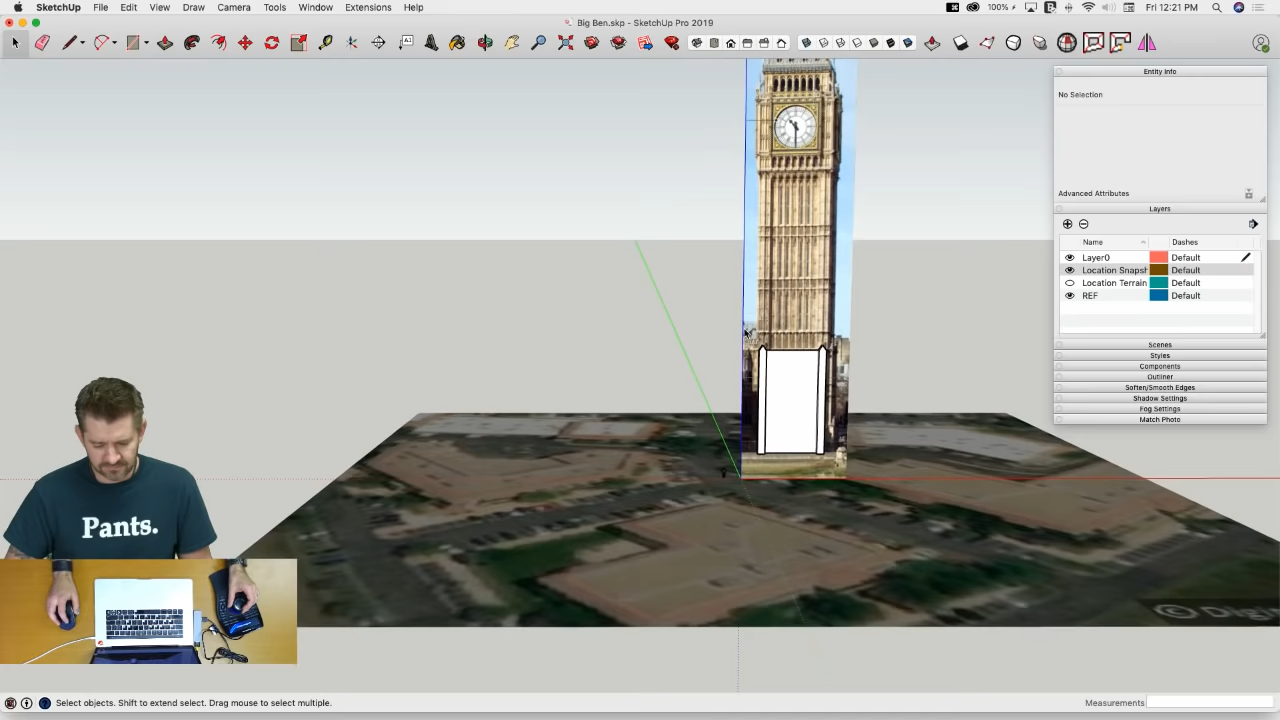 SketchUp File Edit View Draw Camera Tools Window Extensions Help 100% Fri 12:21 PM
Big Ben.skp - SketchUp Pro 2019
Entity Info
No Selection
Advanced Attributes
Layers
Name Dashes
Layer0 Default
Location Snapsh Default
Location Terrain Default
REF Default
Scenes
Styles
Components
Outliner
Soften/Smooth Edges
Shadow Settings
Fog Settings
Match Photo
Pants.
Select objects. Shift to extend select. Drag mouse to select multiple. Measurements